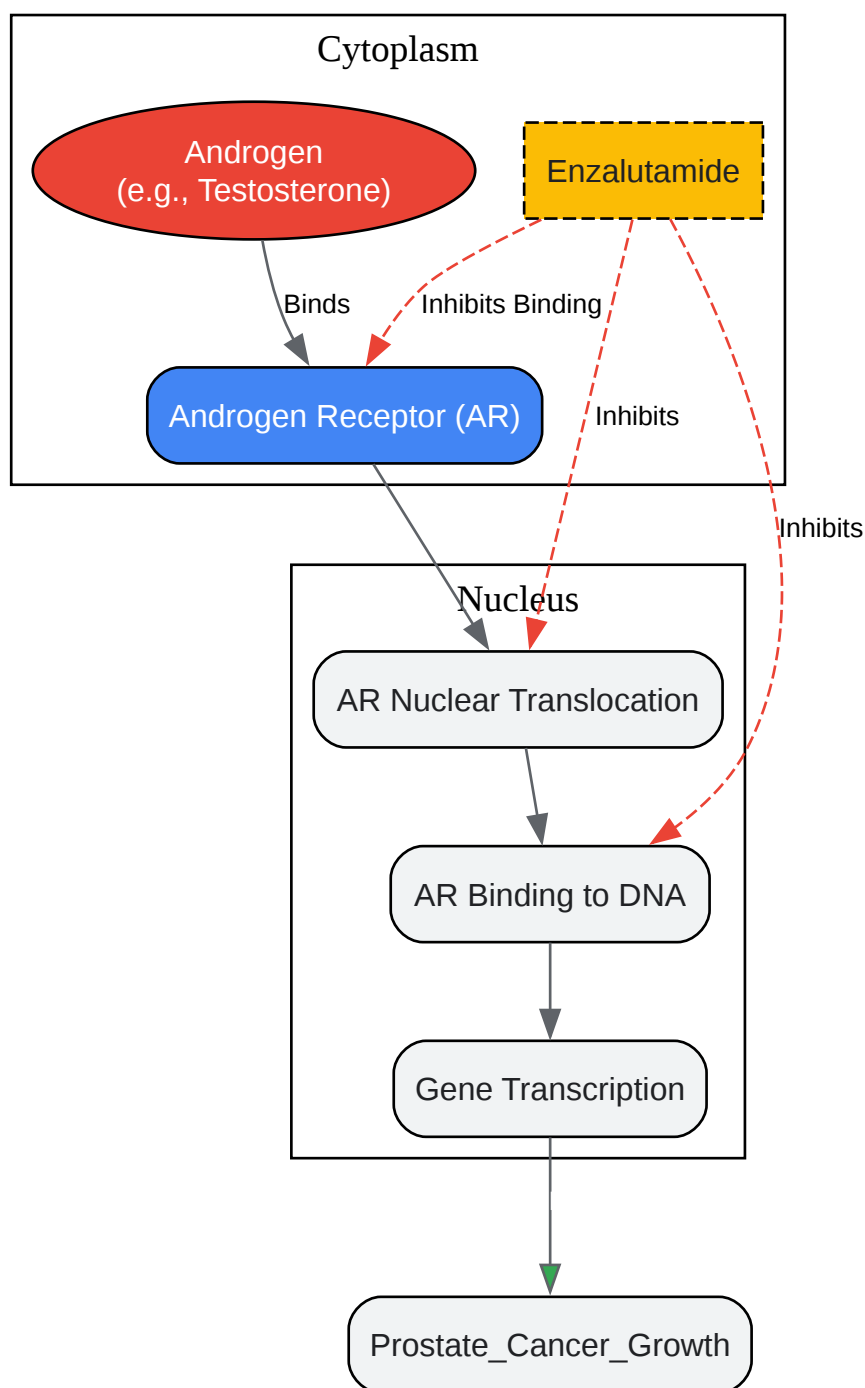 Cytoplasm
Androgen
(e.g., Testosterone)
Enzalutamide
Binds
Inhibits Binding
Androgen Receptor (AR)
Inhibits
Inhibits
Nucleus
AR Nuclear Translocation
AR Binding to DNA
Gene Transcription
Prostate_Cancer_Growth